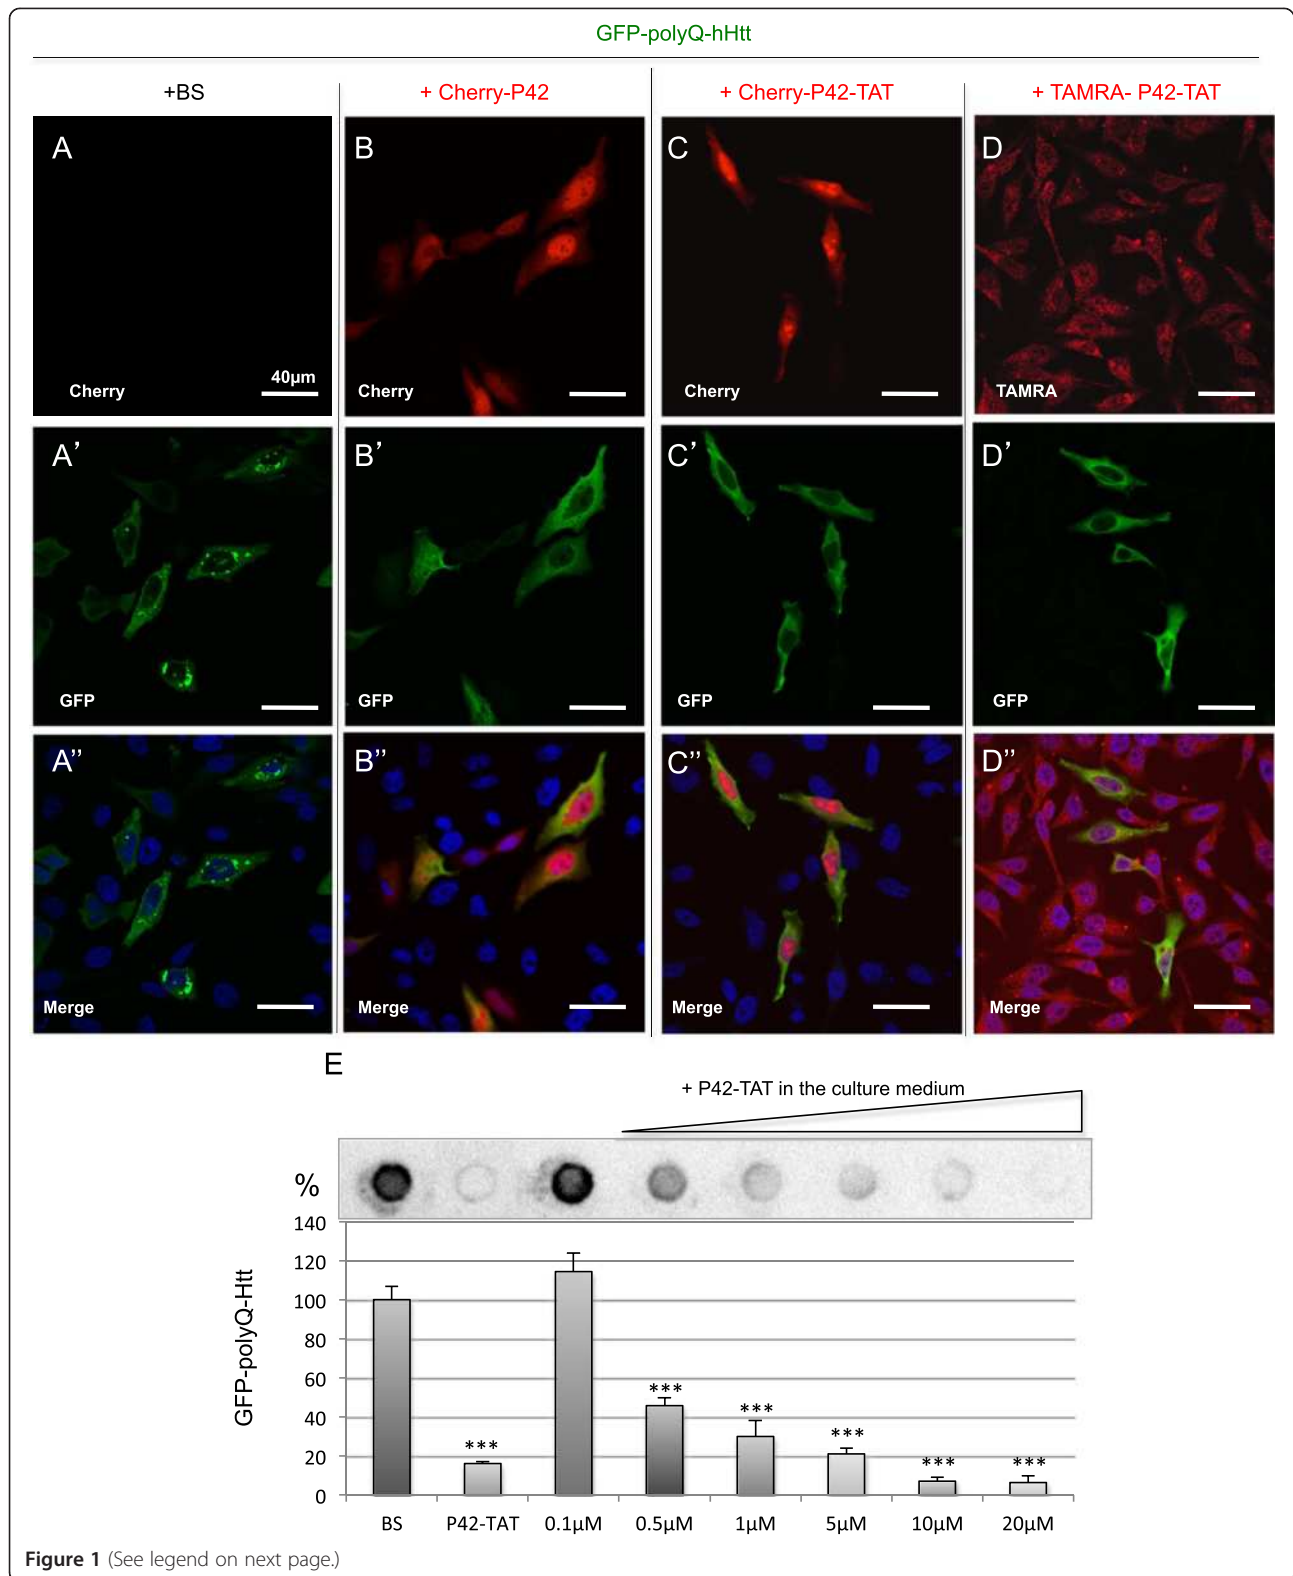 GFP-polyQ-hHtt
+BS
+ Cherry-P42
+ Cherry-P42-TAT
+ TAMRA- P42-TAT
A
B
C
D
40µm
Cherry
Cherry
Cherry
TAMRA
A’
B’
C’
D’
GFP
GFP
GFP
GFP
A’’
B’’
C’’
D’’
Merge
Merge
Merge
Merge
E
+ P42-TAT in the culture medium
%
GFP-polyQ-Htt
140
120
100
80
60
40
20
0
***
***
***
***
***
***
BS P42-TAT 0.1µM 0.5µM 1µM 5µM 10µM 20µM
Figure 1 (See legend on next page.)